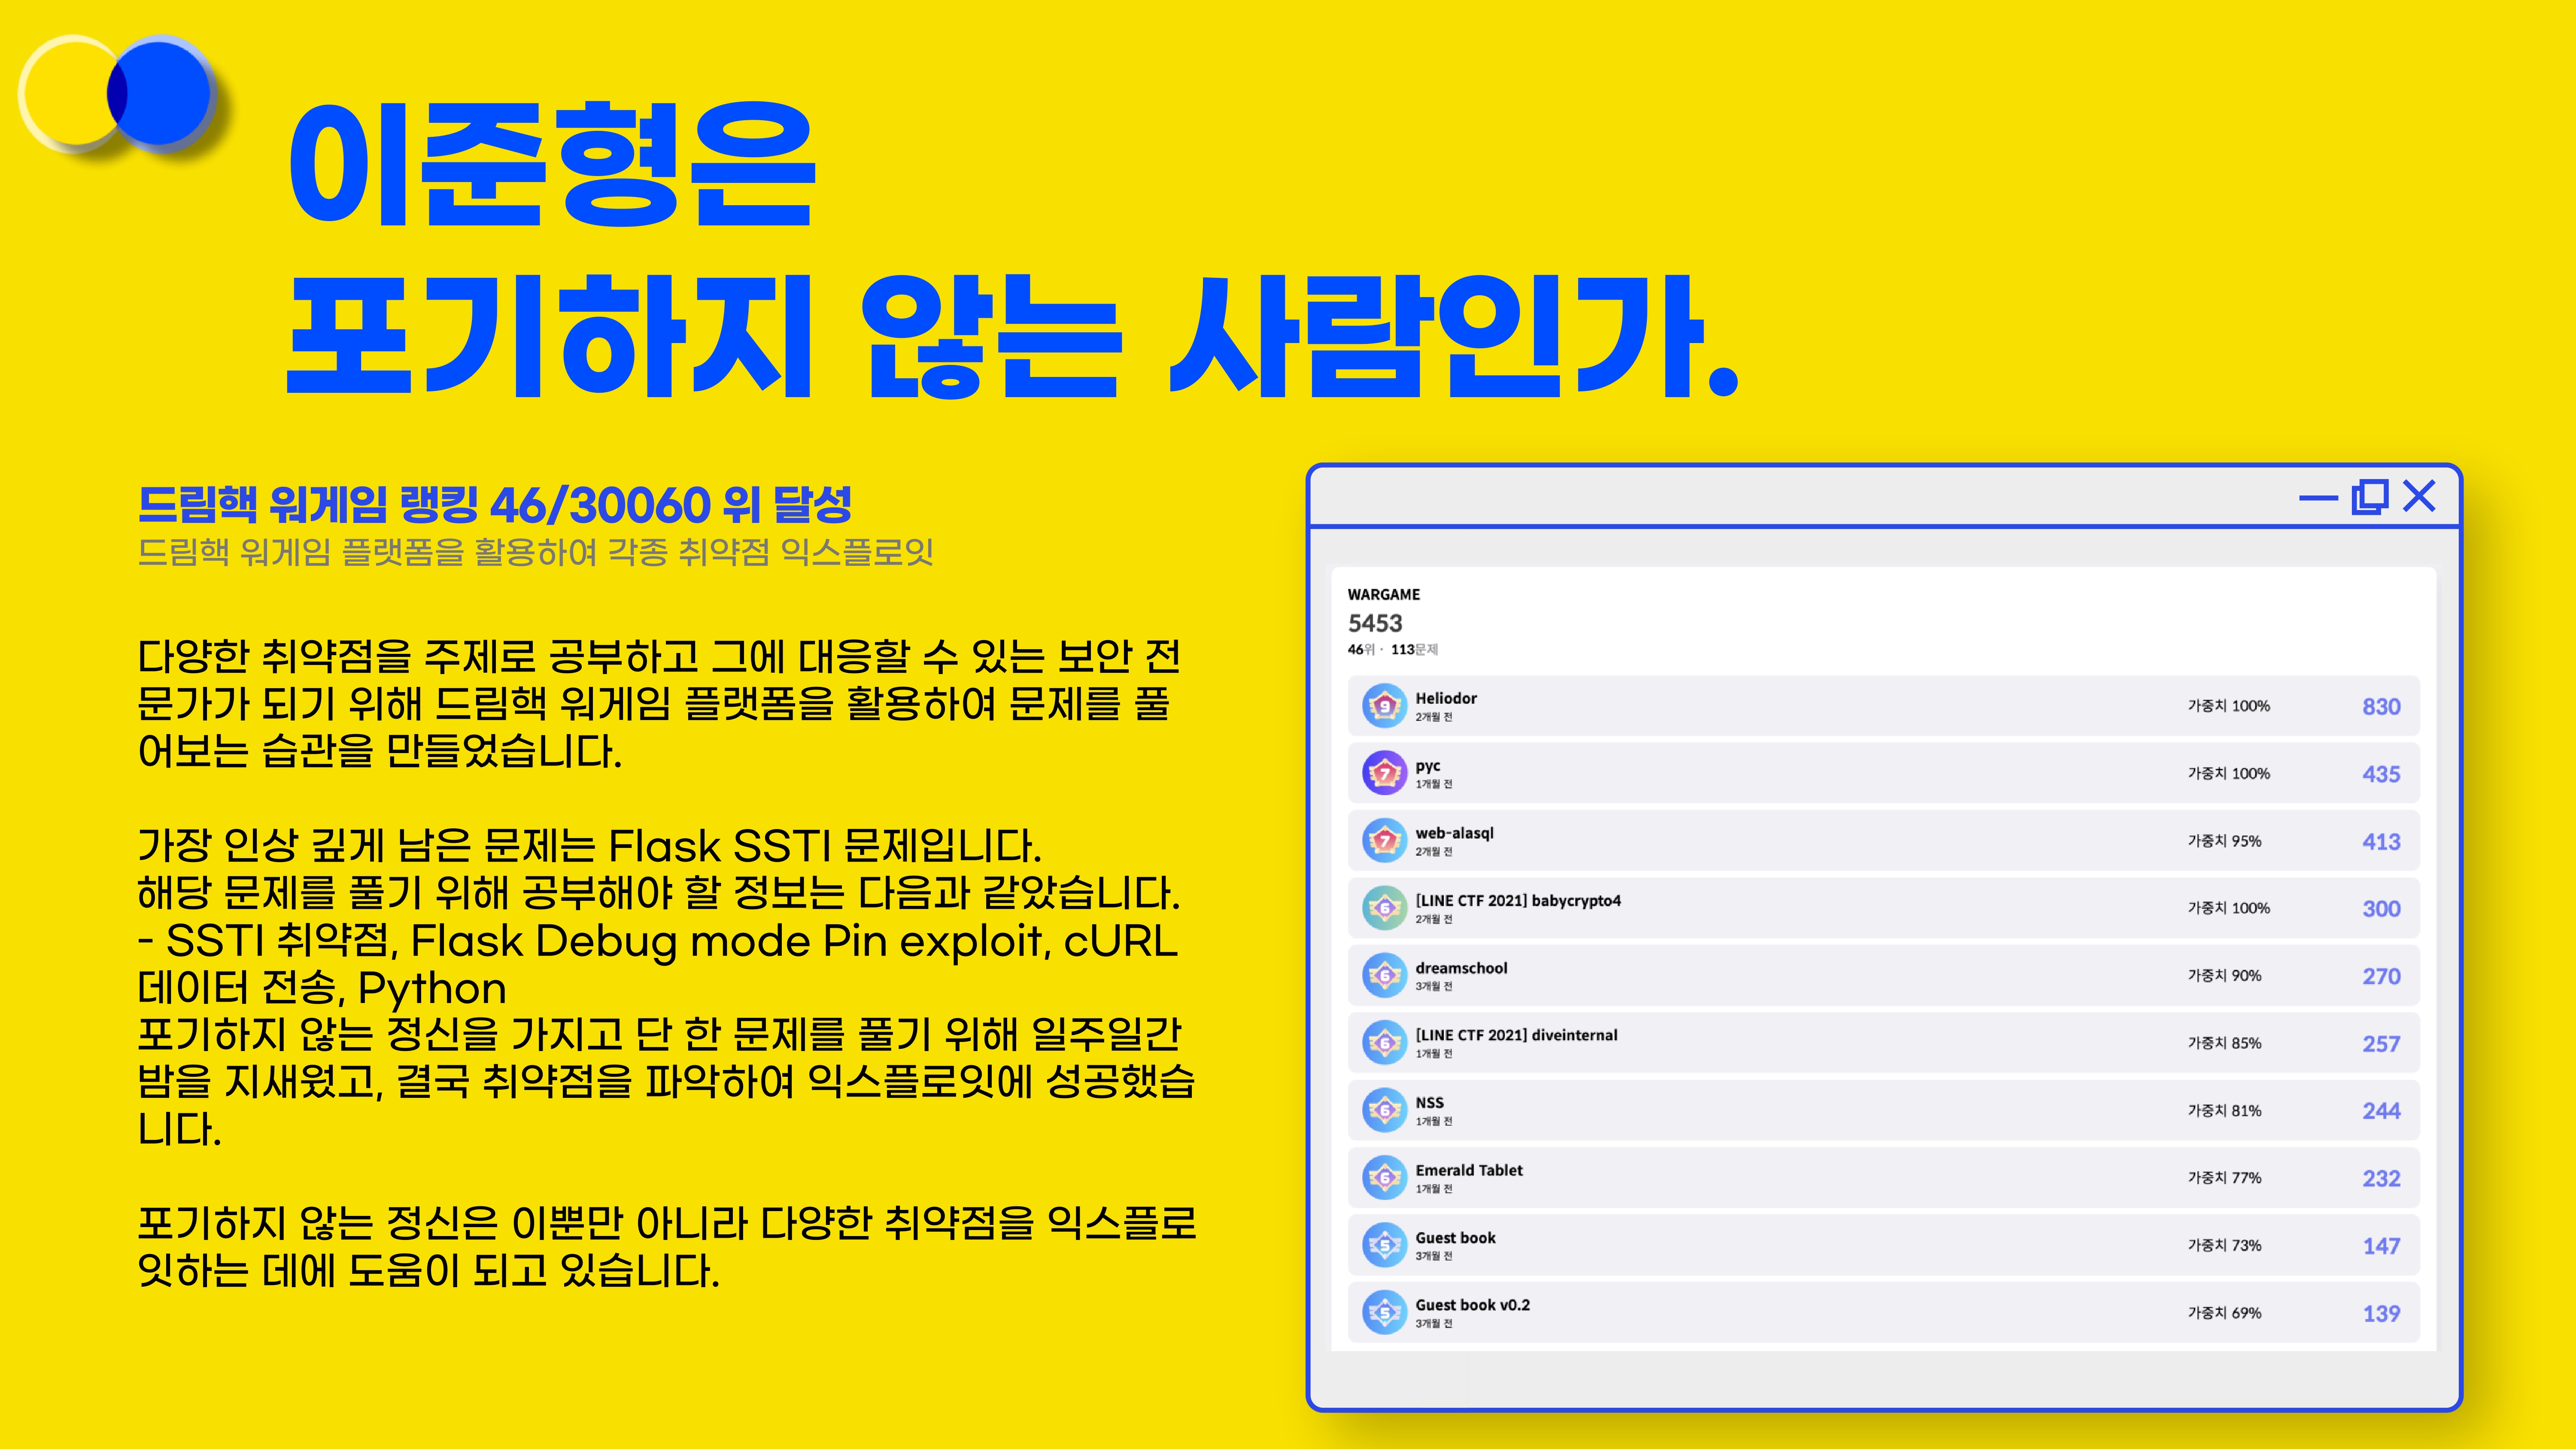 이준형은
포기하지 않는 사람인가.
드림핵 워게임 랭킹 46/30060 위 달성
드림핵 워게임 플랫폼을 활용하여 각종 취약점 익스플로잇
다양한 취약점을 주제로 공부하고 그에 대응할 수 있는 보안 전
문가가 되기 위해 드림핵 워게임 플랫폼을 활용하여 문제를 풀
어보는 습관을 만들었습니다.
가장 인상 깊게 남은 문제는 Flask SSTI 문제입니다.
해당 문제를 풀기 위해 공부해야 할 정보는 다음과 같았습니다.
- SSTI 취약점, Flask Debug mode Pin exploit, cURL
데이터 전송, Python
포기하지 않는 정신을 가지고 단 한 문제를 풀기 위해 일주일간
밤을 지새웠고, 결국 취약점을 파악하여 익스플로잇에 성공했습
니다.
포기하지 않는 정신은 이뿐만 아니라 다양한 취약점을 익스플로
잇하는 데에 도움이 되고 있습니다.
WARGAME
5453
46위 · 113문제
9 Heliodor 가중치 100% 830
2개월 전
7 pyc 가중치 100% 435
1개월 전
7 web-alasql 가중치 95% 413
2개월 전
6 [LINE CTF 2021] babycrypto4 가중치 100% 300
2개월 전
6 dreamschool 가중치 90% 270
3개월 전
6 [LINE CTF 2021] diveinternal 가중치 85% 257
1개월 전
6 NSS 가중치 81% 244
1개월 전
6 Emerald Tablet 가중치 77% 232
1개월 전
5 Guest book 가중치 73% 147
3개월 전
5 Guest book v0.2 가중치 69% 139
3개월 전